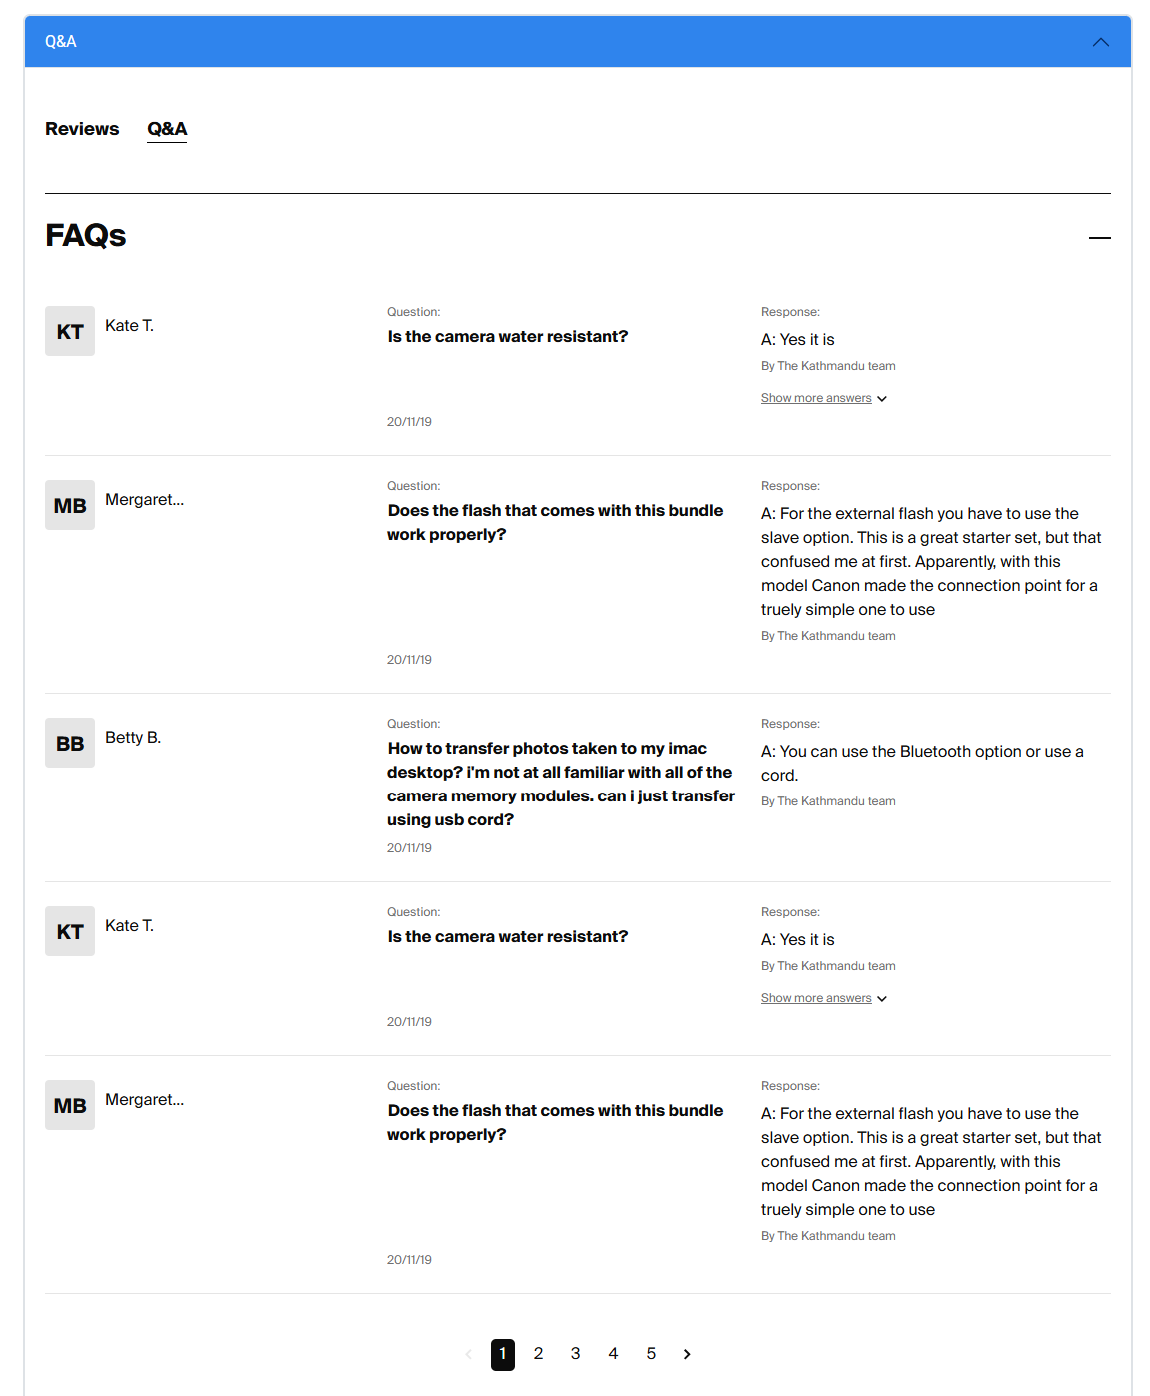 Q&A
Reviews Q&A
FAQs
KT Kate T.
Question:
Is the camera water resistant?
20/11/19
Response:
A: Yes it is
By The Kathmandu team
Show more answers
MB Mergaret...
Question:
Does the flash that comes with this bundle
work properly?
20/11/19
Response:
A: For the external flash you have to use the
slave option. This is a great starter set, but that
confused me at first. Apparently, with this
model Canon made the connection point for a
truely simple one to use
By The Kathmandu team
BB Betty B.
Question:
How to transfer photos taken to my imac
desktop? i'm not at all familiar with all of the
camera memory modules. can i just transfer
using usb cord?
20/11/19
Response:
A: You can use the Bluetooth option or use a
cord.
By The Kathmandu team
KT Kate T.
Question:
Is the camera water resistant?
20/11/19
Response:
A: Yes it is
By The Kathmandu team
Show more answers
MB Mergaret...
Question:
Does the flash that comes with this bundle
work properly?
20/11/19
Response:
A: For the external flash you have to use the
slave option. This is a great starter set, but that
confused me at first. Apparently, with this
model Canon made the connection point for a
truely simple one to use
By The Kathmandu team
1 2 3 4 5